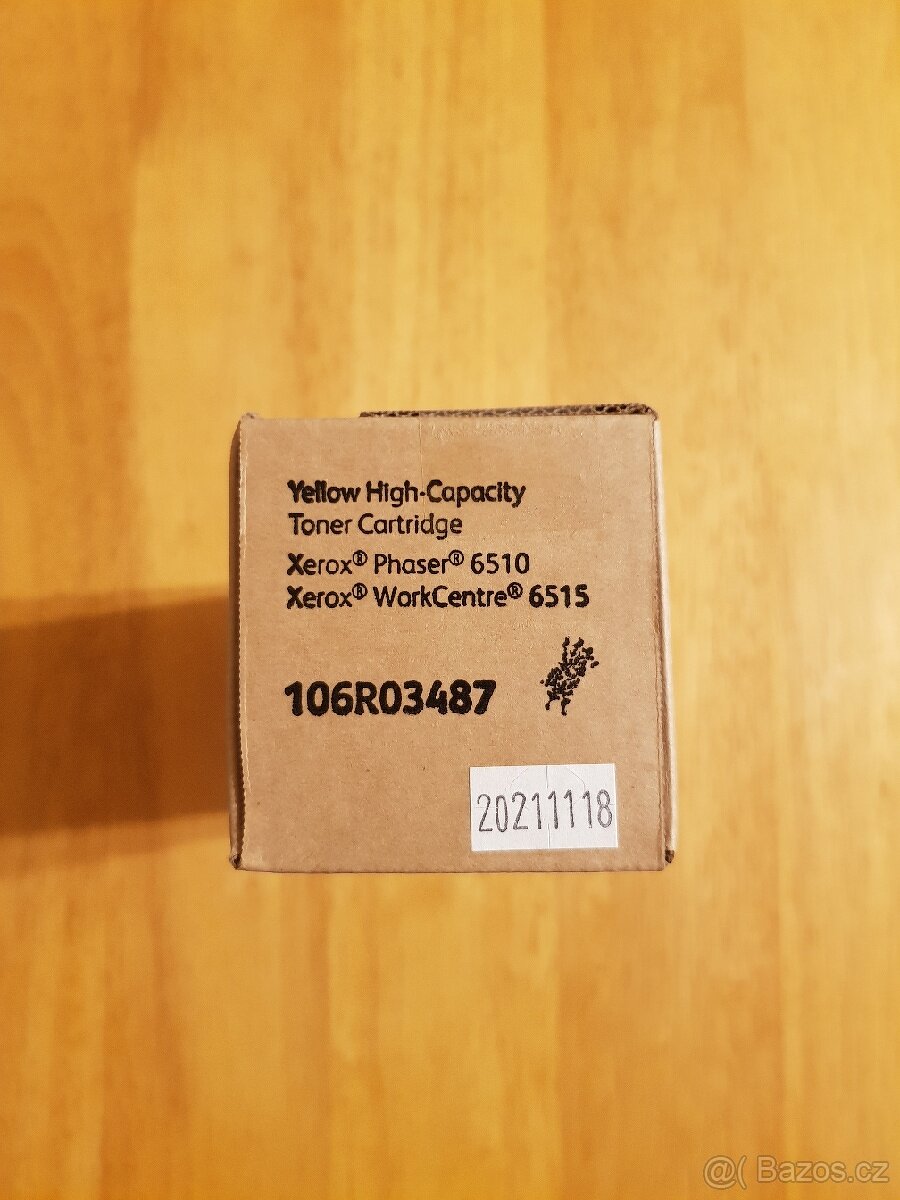 Yellow High-Capacity
Toner Cartridge
Xerox® Phaser® 6510
Xerox® WorkCentre® 6515
106R03487
20211118
@( Bazos.cz